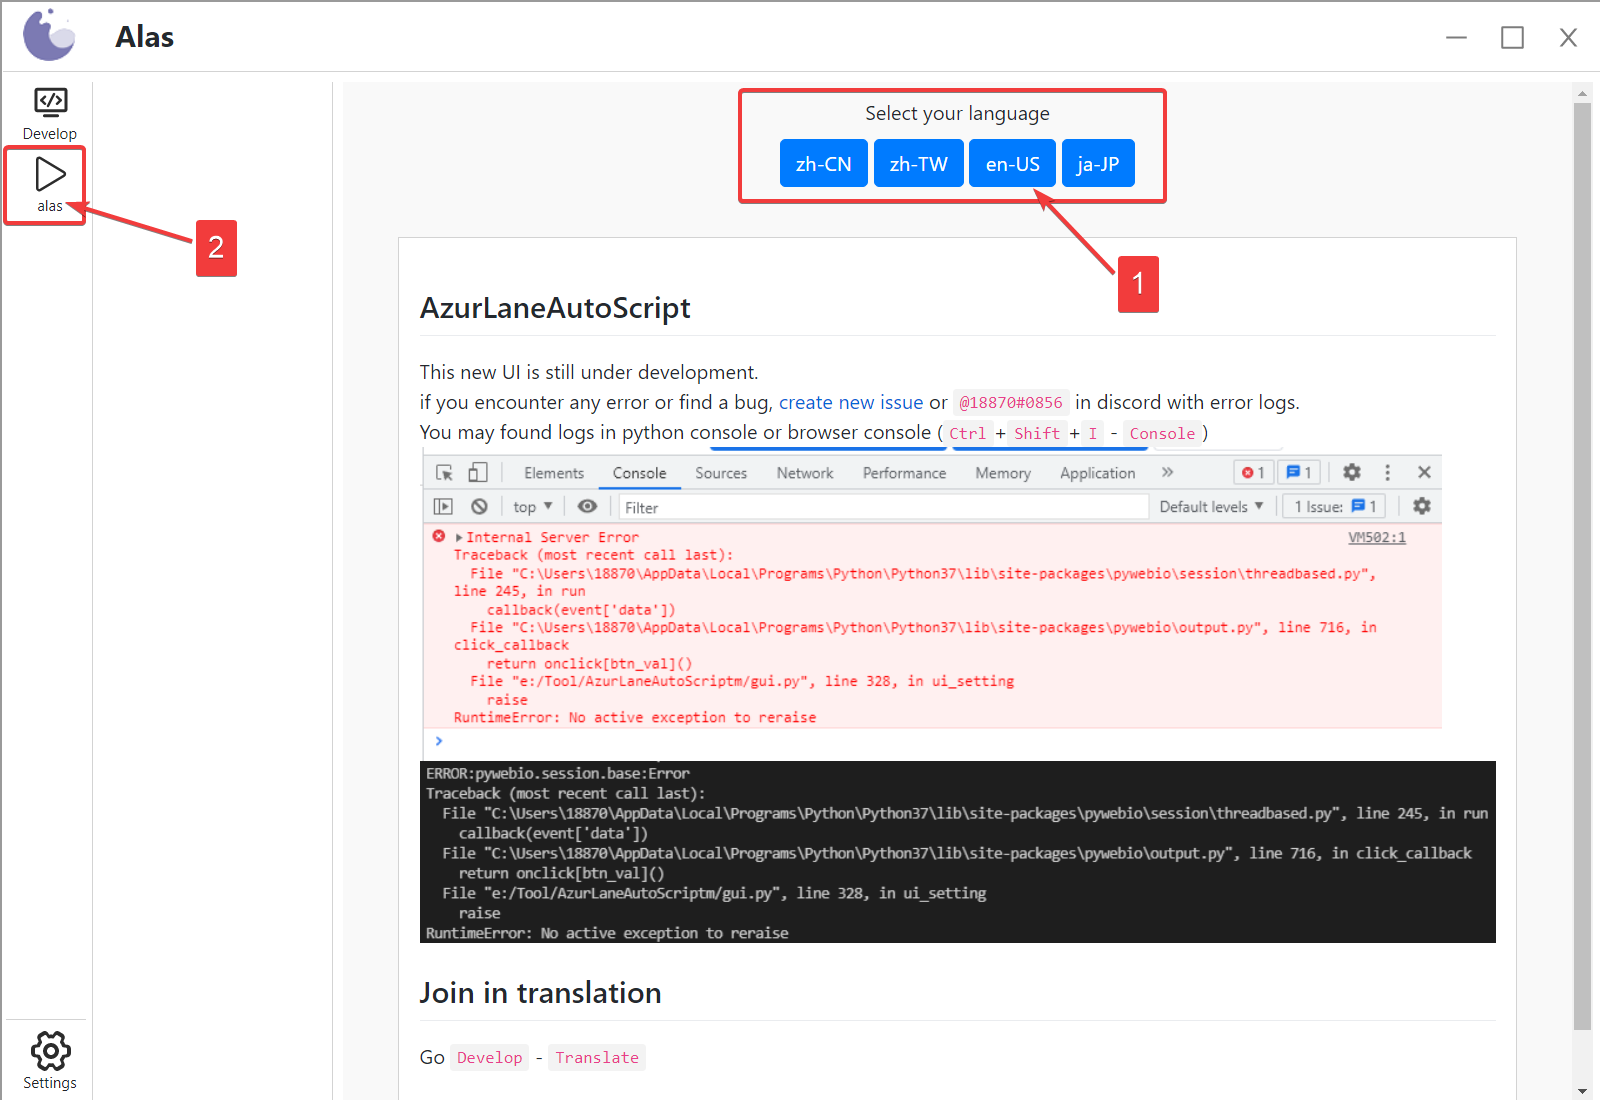 Alas
Develop
alas
2
Settings
Select your language
zh-CN zh-TW en-US ja-JP
1
AzurLaneAutoScript
This new UI is still under development.
if you encounter any error or find a bug, create new issue or @18870#0856 in discord with error logs.
You may found logs in python console or browser console ( Ctrl + Shift + I - Console )
Elements Console Sources Network Performance Memory Application » 1 1
top Filter Default levels 1 Issue: 1
Internal Server Error VM502:1
Traceback (most recent call last):
File "C:\Users\18870\AppData\Local\Programs\Python\Python37\lib\site-packages\pywebio\session\threadbased.py",
line 245, in run
callback(event['data'])
File "C:\Users\18870\AppData\Local\Programs\Python\Python37\lib\site-packages\pywebio\output.py", line 716, in
click_callback
return onclick[btn_val]()
File "e:/Tool/AzurLaneAutoScriptm/gui.py", line 328, in ui_setting
raise
RuntimeError: No active exception to reraise
>
ERROR:pywebio.session.base:Error
Traceback (most recent call last):
File "C:\Users\18870\AppData\Local\Programs\Python\Python37\lib\site-packages\pywebio\session\threadbased.py", line 245, in run
callback(event['data'])
File "C:\Users\18870\AppData\Local\Programs\Python\Python37\lib\site-packages\pywebio\output.py", line 716, in click_callback
return onclick[btn_val]()
File "e:/Tool/AzurLaneAutoScriptm/gui.py", line 328, in ui_setting
raise
RuntimeError: No active exception to reraise
Join in translation
Go Develop - Translate